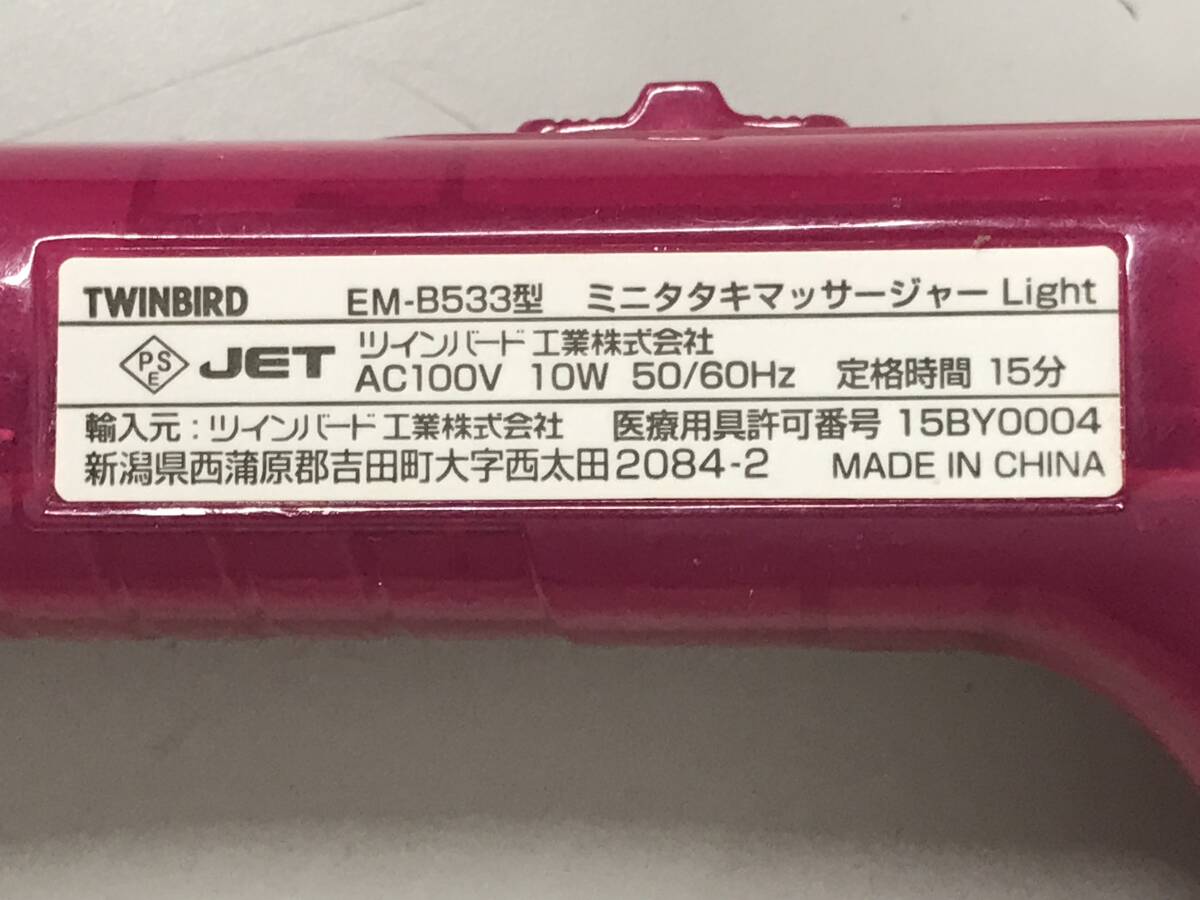 TWINBIRD EM-B533型 ミニタタキマッサージャー Light
PSE JET ツインバード工業株式会社
AC100V 10W 50/60Hz 定格時間 15分
輸入元：ツインバード工業株式会社 医療用具許可番号 15BY0004
新潟県西蒲原郡吉田町大字西太田2084-2 MADE IN CHINA